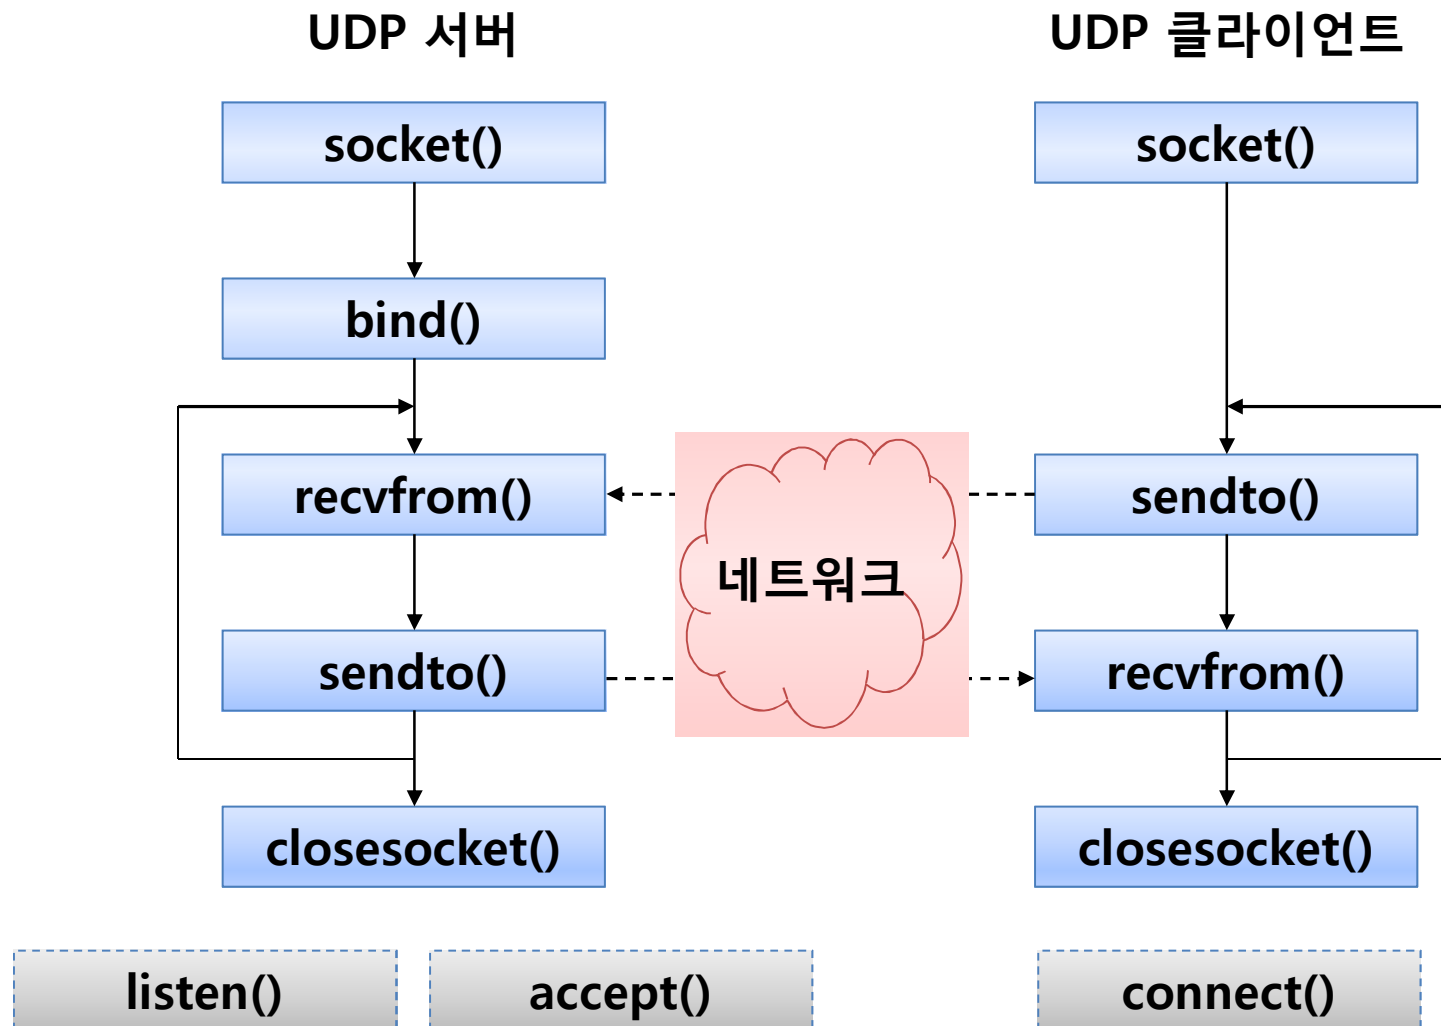 UDP 서버
UDP 클라이언트
socket()
socket()
bind()
recvfrom()
sendto()
네트워크
sendto()
recvfrom()
closesocket()
closesocket()
listen()
accept()
connect()